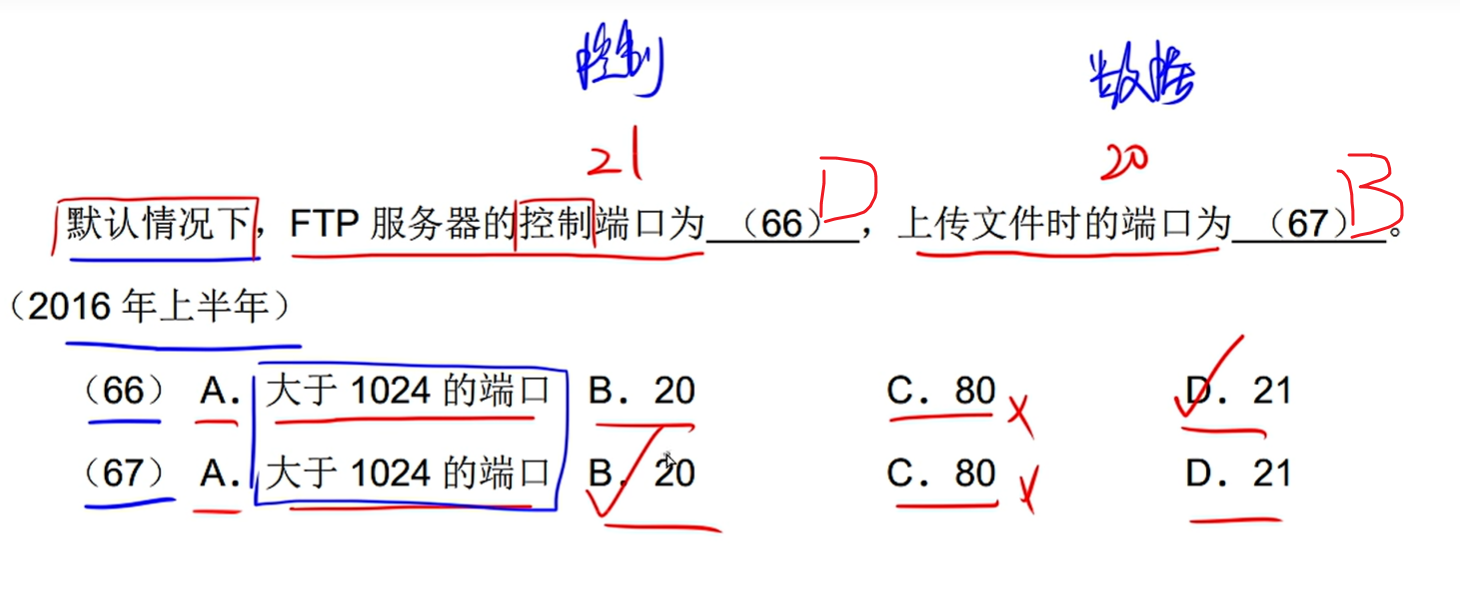 控制 数据
21 20
默认情况下，FTP 服务器的控制端口为（66）D，上传文件时的端口为（67）B。
（2016 年上半年）
（66） A．大于 1024 的端口 B．20 C．80 D．21
（67） A．大于 1024 的端口 B．20 C．80 D．21